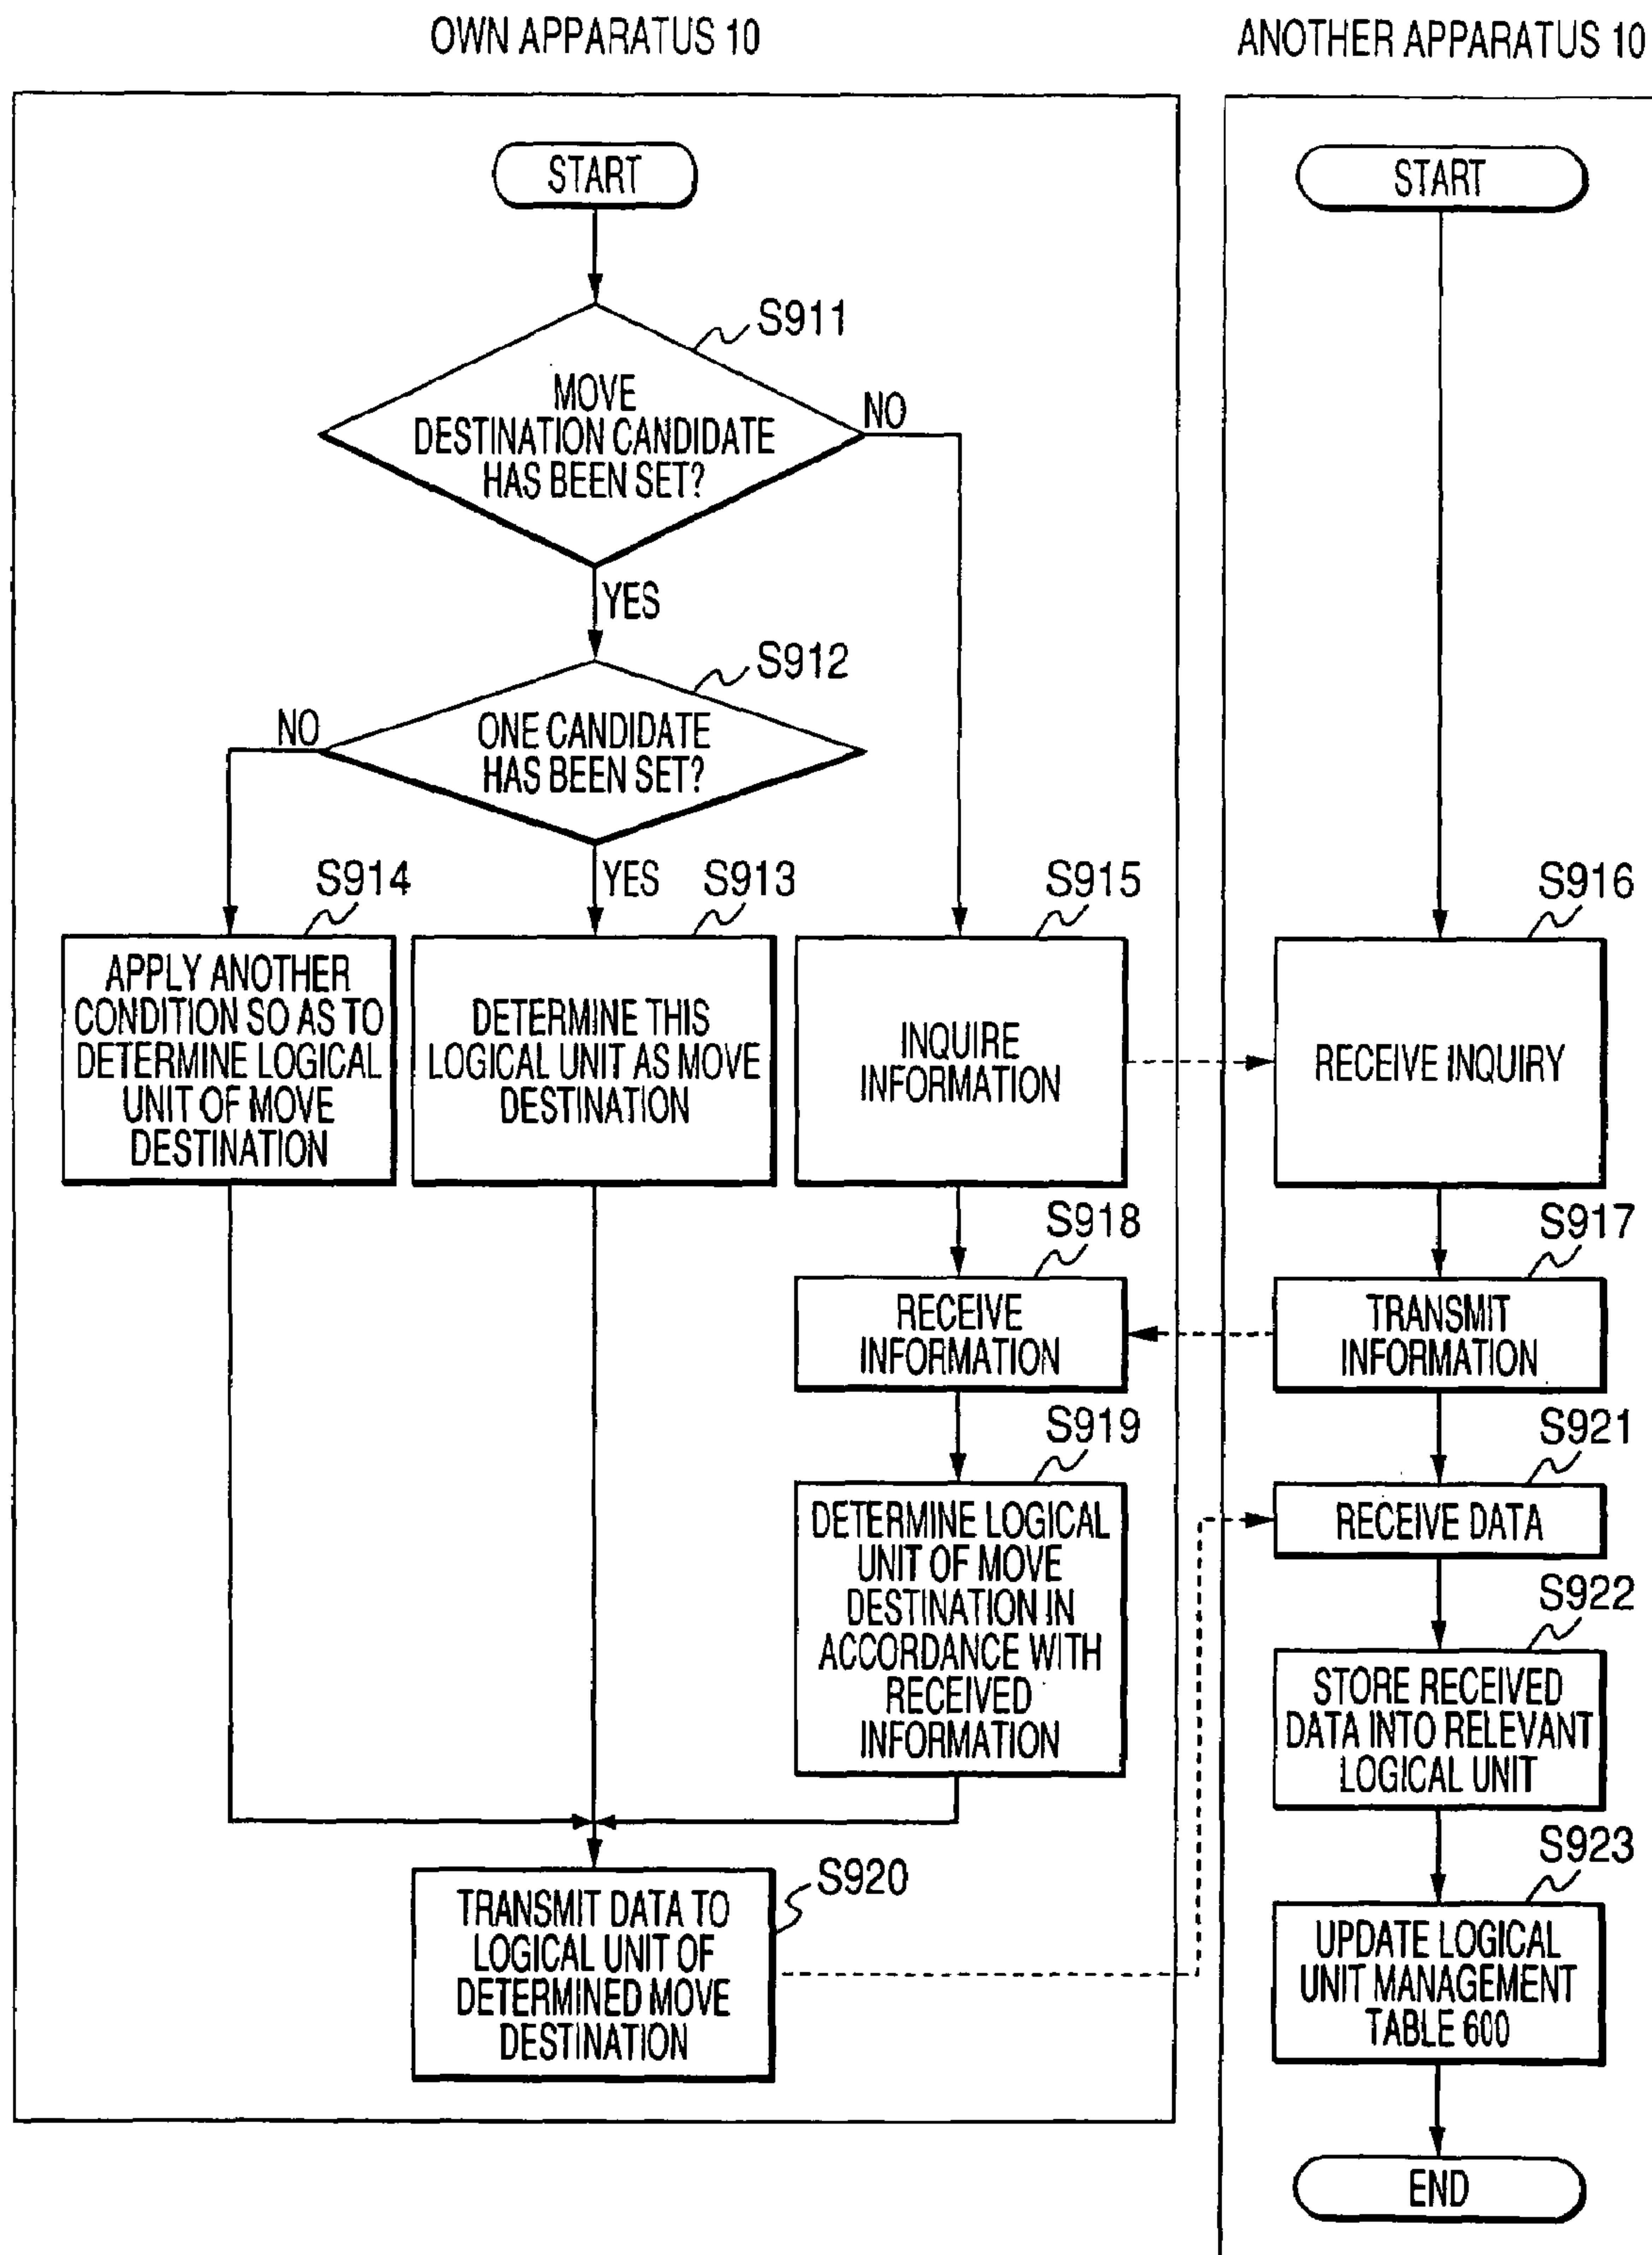 OWN APPARATUS 10
ANOTHER APPARATUS 10
START
START
S911
MOVE
DESTINATION CANDIDATE
HAS BEEN SET?
NO
YES
S912
NO
ONE CANDIDATE
HAS BEEN SET?
S914
YES
S913
S915
S916
APPLY ANOTHER
CONDITION SO AS TO
DETERMINE LOGICAL
UNIT OF MOVE
DESTINATION
DETERMINE THIS
LOGICAL UNIT AS MOVE
DESTINATION
INQUIRE
INFORMATION
RECEIVE INQUIRY
S918
S917
RECEIVE
INFORMATION
TRANSMIT
INFORMATION
S919
S921
DETERMINE LOGICAL
UNIT OF MOVE
DESTINATION IN
ACCORDANCE WITH
RECEIVED
INFORMATION
RECEIVE DATA
S922
STORE RECEIVED
DATA INTO RELEVANT
LOGICAL UNIT
S920
S923
TRANSMIT DATA TO
LOGICAL UNIT OF
DETERMINED MOVE
DESTINATION
UPDATE LOGICAL
UNIT MANAGEMENT
TABLE 600
END